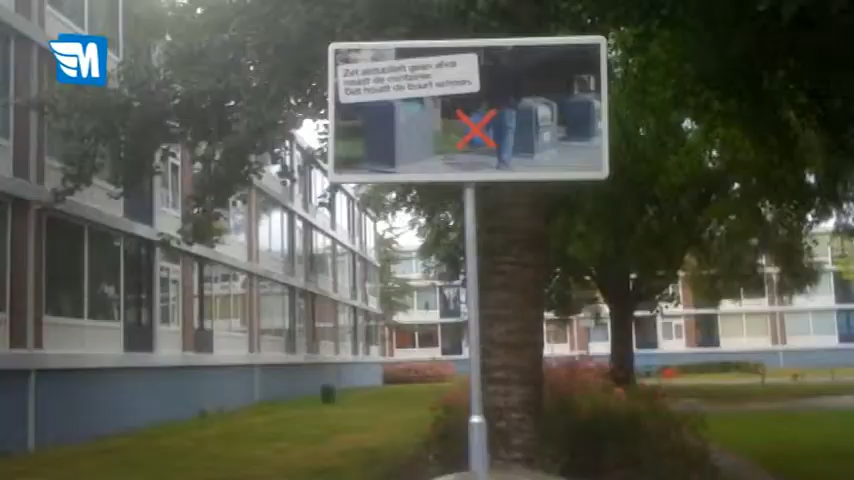 M
Zet alstublieft geen afval
naast de container.
Dat houdt de buurt schoon.